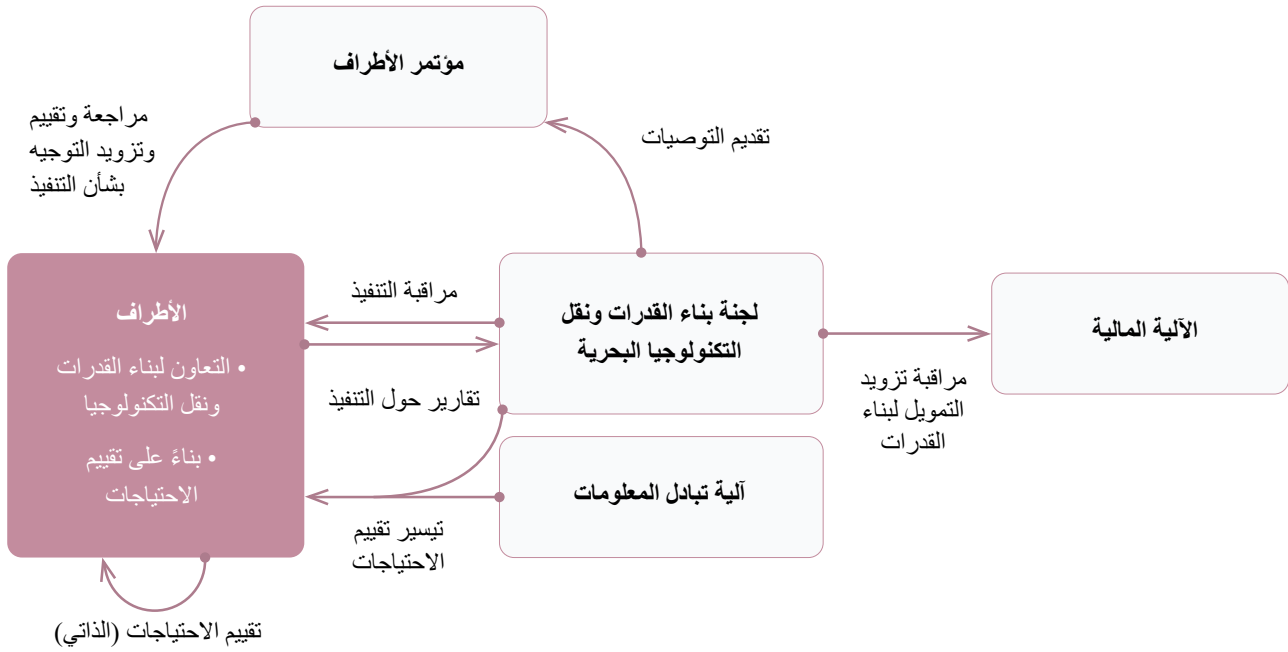 مؤتمر الأطراف
مراجعة وتقييم
وتزويد التوجيه
بشأن التنفيذ
تقديم التوصيات
الأطراف
• التعاون لبناء القدرات
ونقل التكنولوجيا
• بناءً على تقييم
الاحتياجات
مراقبة التنفيذ
تقارير حول التنفيذ
لجنة بناء القدرات ونقل
التكنولوجيا البحرية
الآلية المالية
مراقبة تزويد
التمويل لبناء
القدرات
آلية تبادل المعلومات
تيسير تقييم
الاحتياجات
تقييم الاحتياجات (الذاتي)